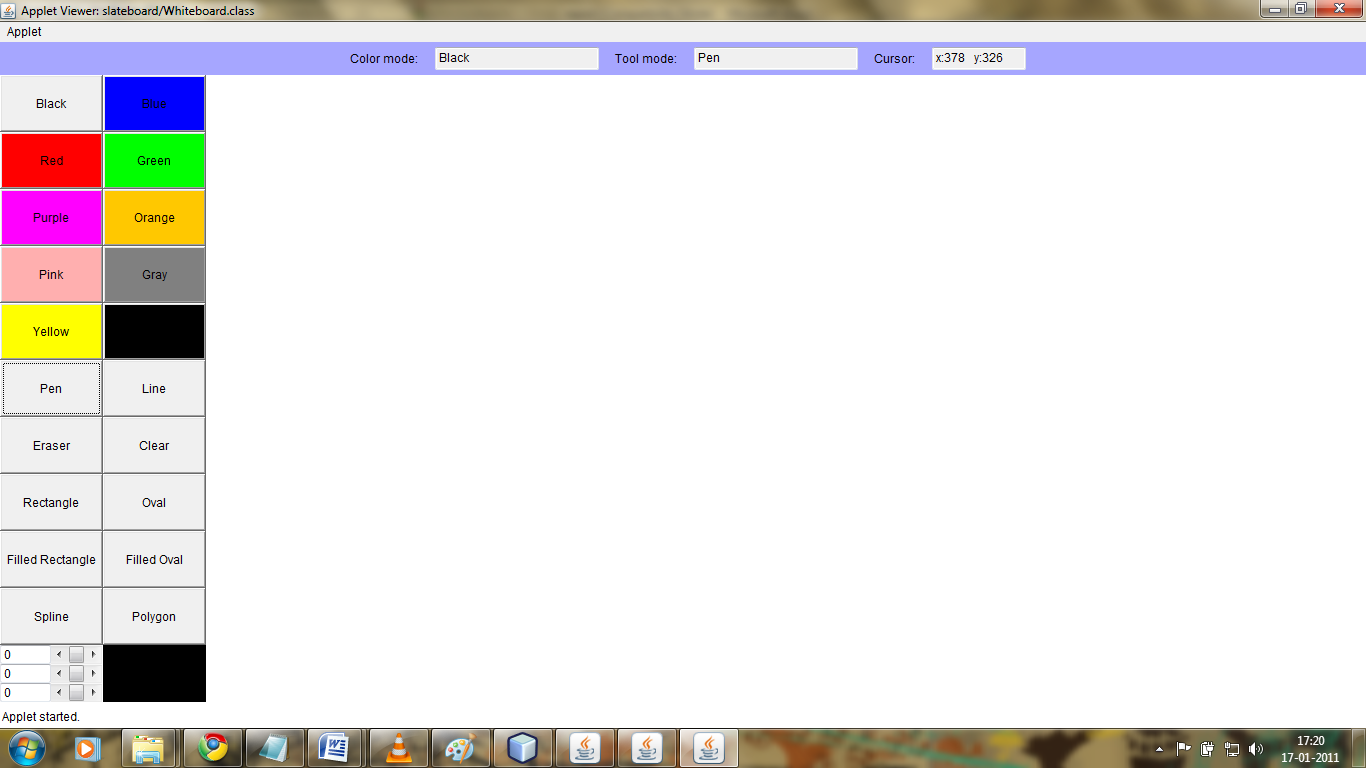 Applet Viewer: slateboard/Whiteboard.class
Applet
Color mode: Black Tool mode: Pen Cursor: x:378 y:326
Black Blue
Red Green
Purple Orange
Pink Gray
Yellow
Pen Line
Eraser Clear
Rectangle Oval
Filled Rectangle Filled Oval
Spline Polygon
0
0
0
Applet started.
17:20
17-01-2011